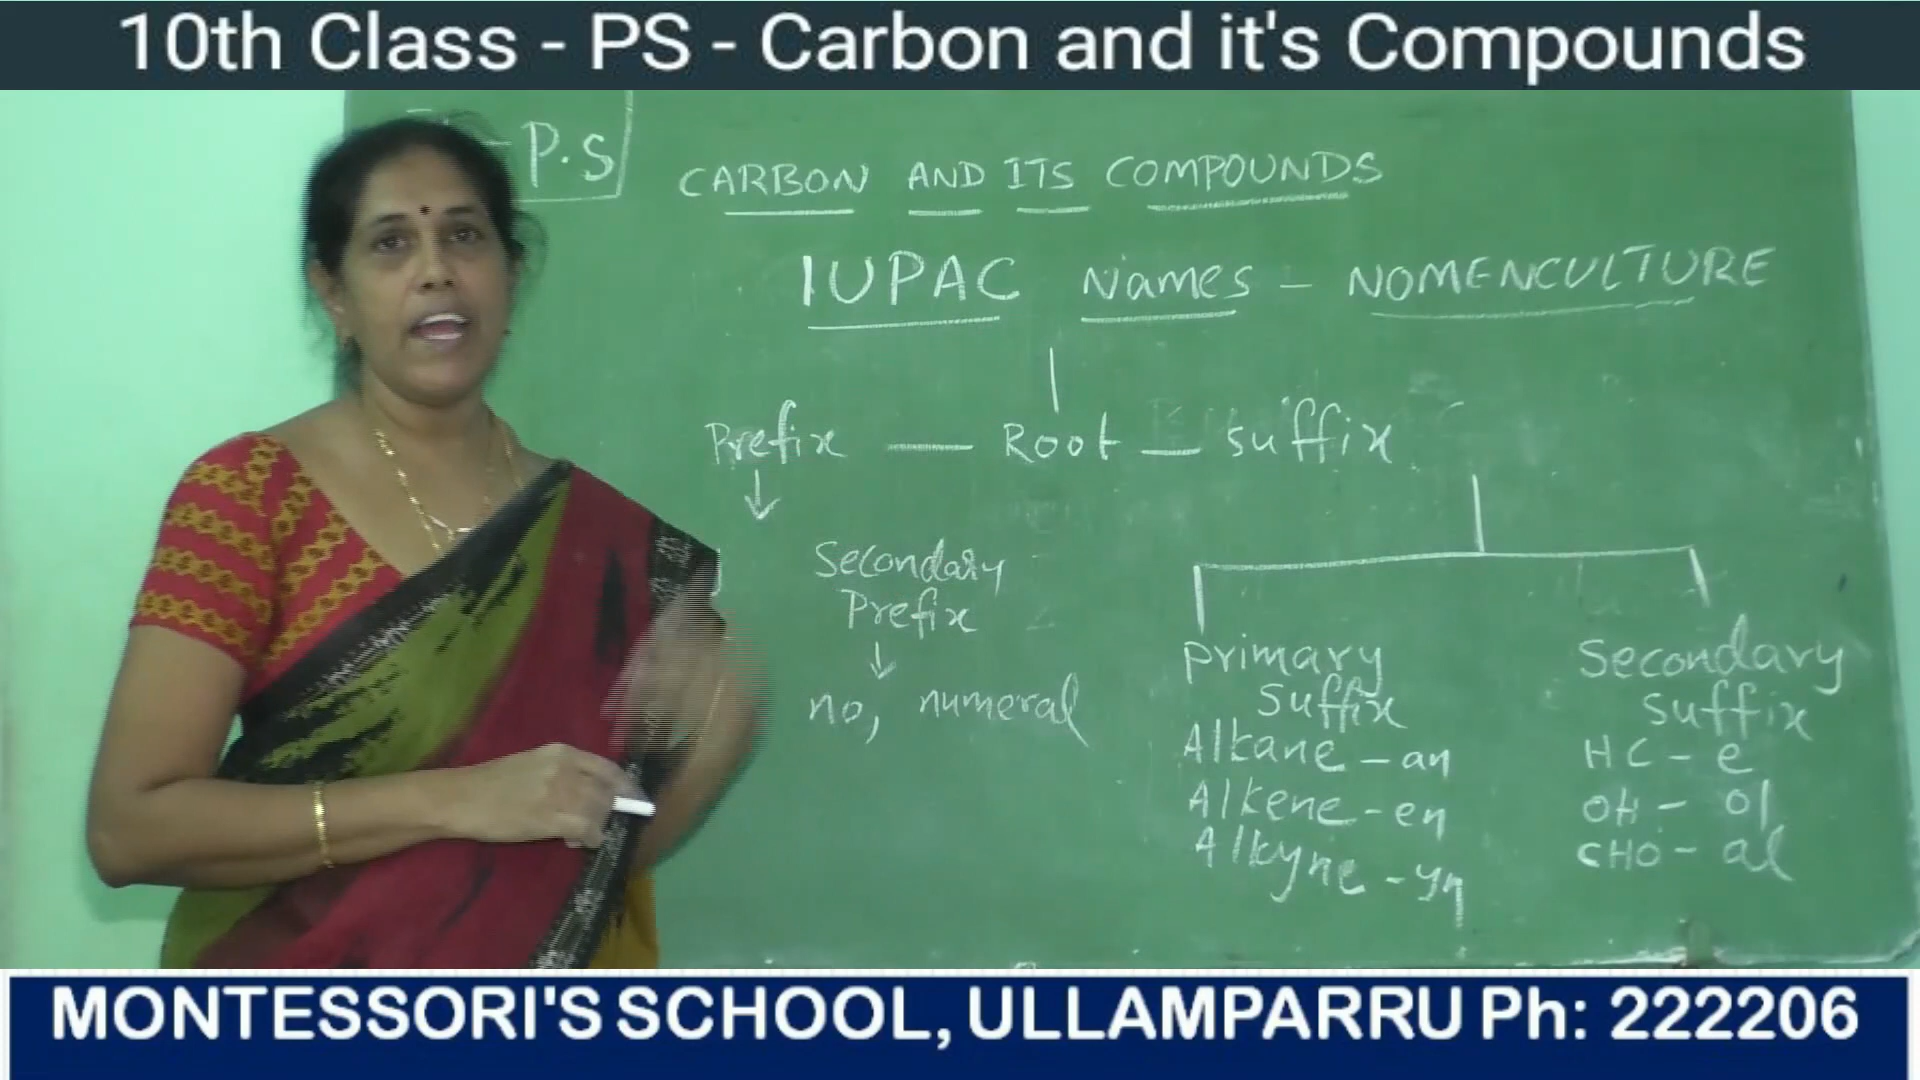 10th Class - PS - Carbon and it's Compounds
P.S
CARBON AND ITS COMPOUNDS
IUPAC Names - NOMENCULTURE
Prefix — Root — suffix
Secondary
Prefix
no, numeral
Primary
Suffix
Alkane - an
Alkene - en
Alkyne - yn
Secondary
Suffix
HC - e
OH - ol
CHO - al
MONTESSORI'S SCHOOL, ULLAMPARRU Ph: 222206